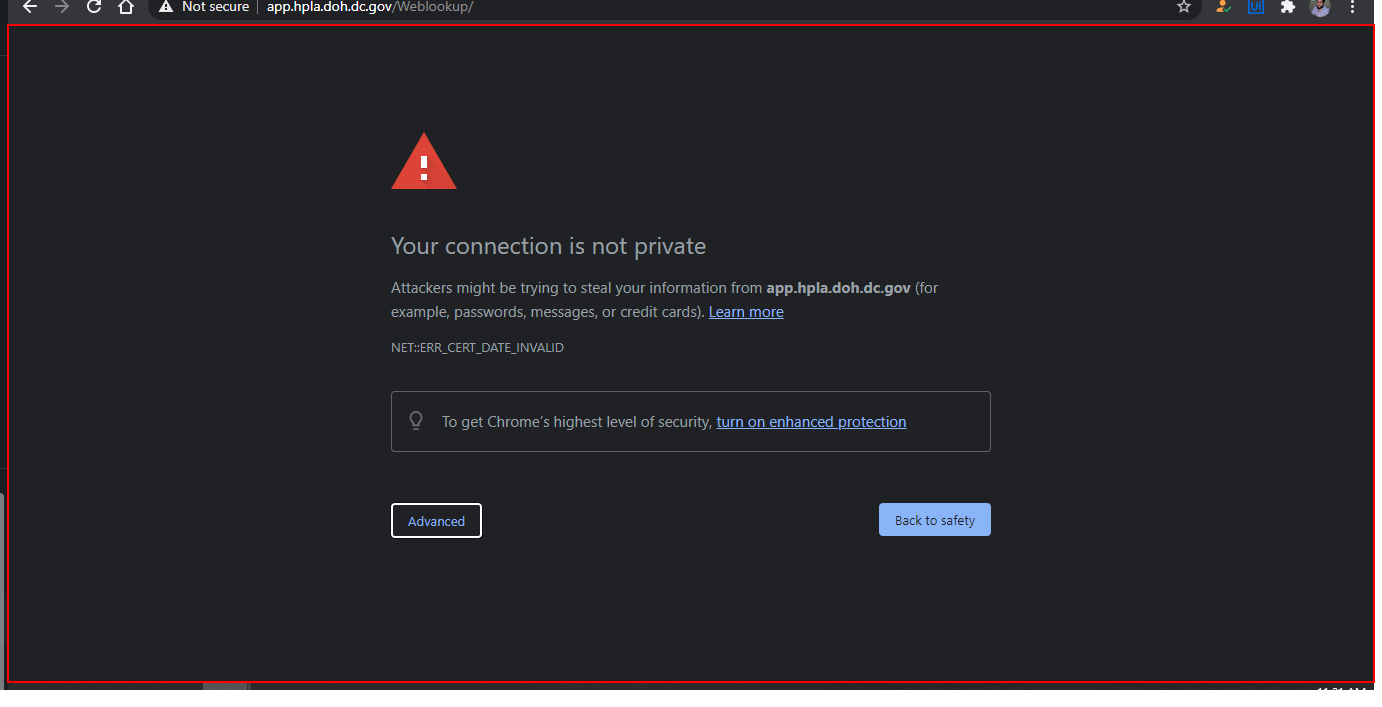 Not secure app.hpla.doh.dc.gov/Weblookup/
Ui
Your connection is not private
Attackers might be trying to steal your information from app.hpla.doh.dc.gov (for
example, passwords, messages, or credit cards). Learn more
NET::ERR_CERT_DATE_INVALID
To get Chrome's highest level of security, turn on enhanced protection
Advanced
Back to safety